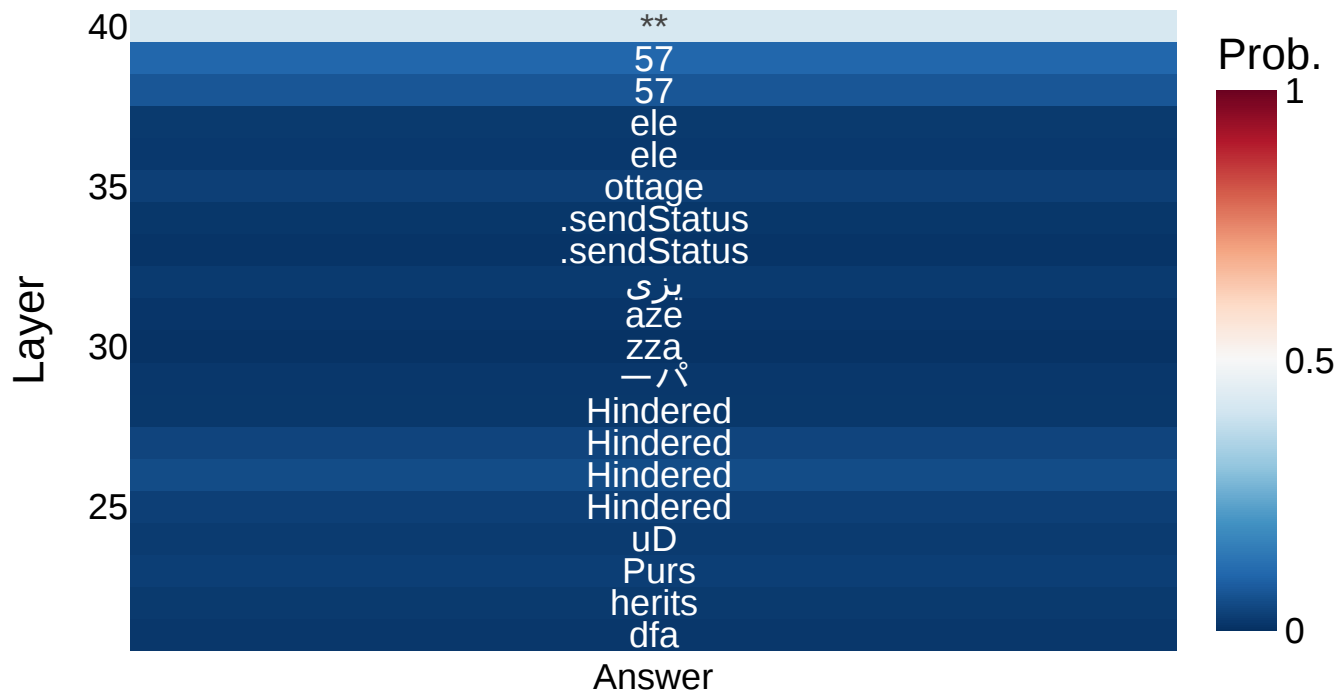 40
**
57
57
ele
ele
35
ottage
.sendStatus
.sendStatus
یزی
aze
30
zza
ーパ
Hindered
Hindered
Hindered
25
Hindered
uD
Purs
herits
dfa
Layer
Answer
Prob.
1
0.5
0